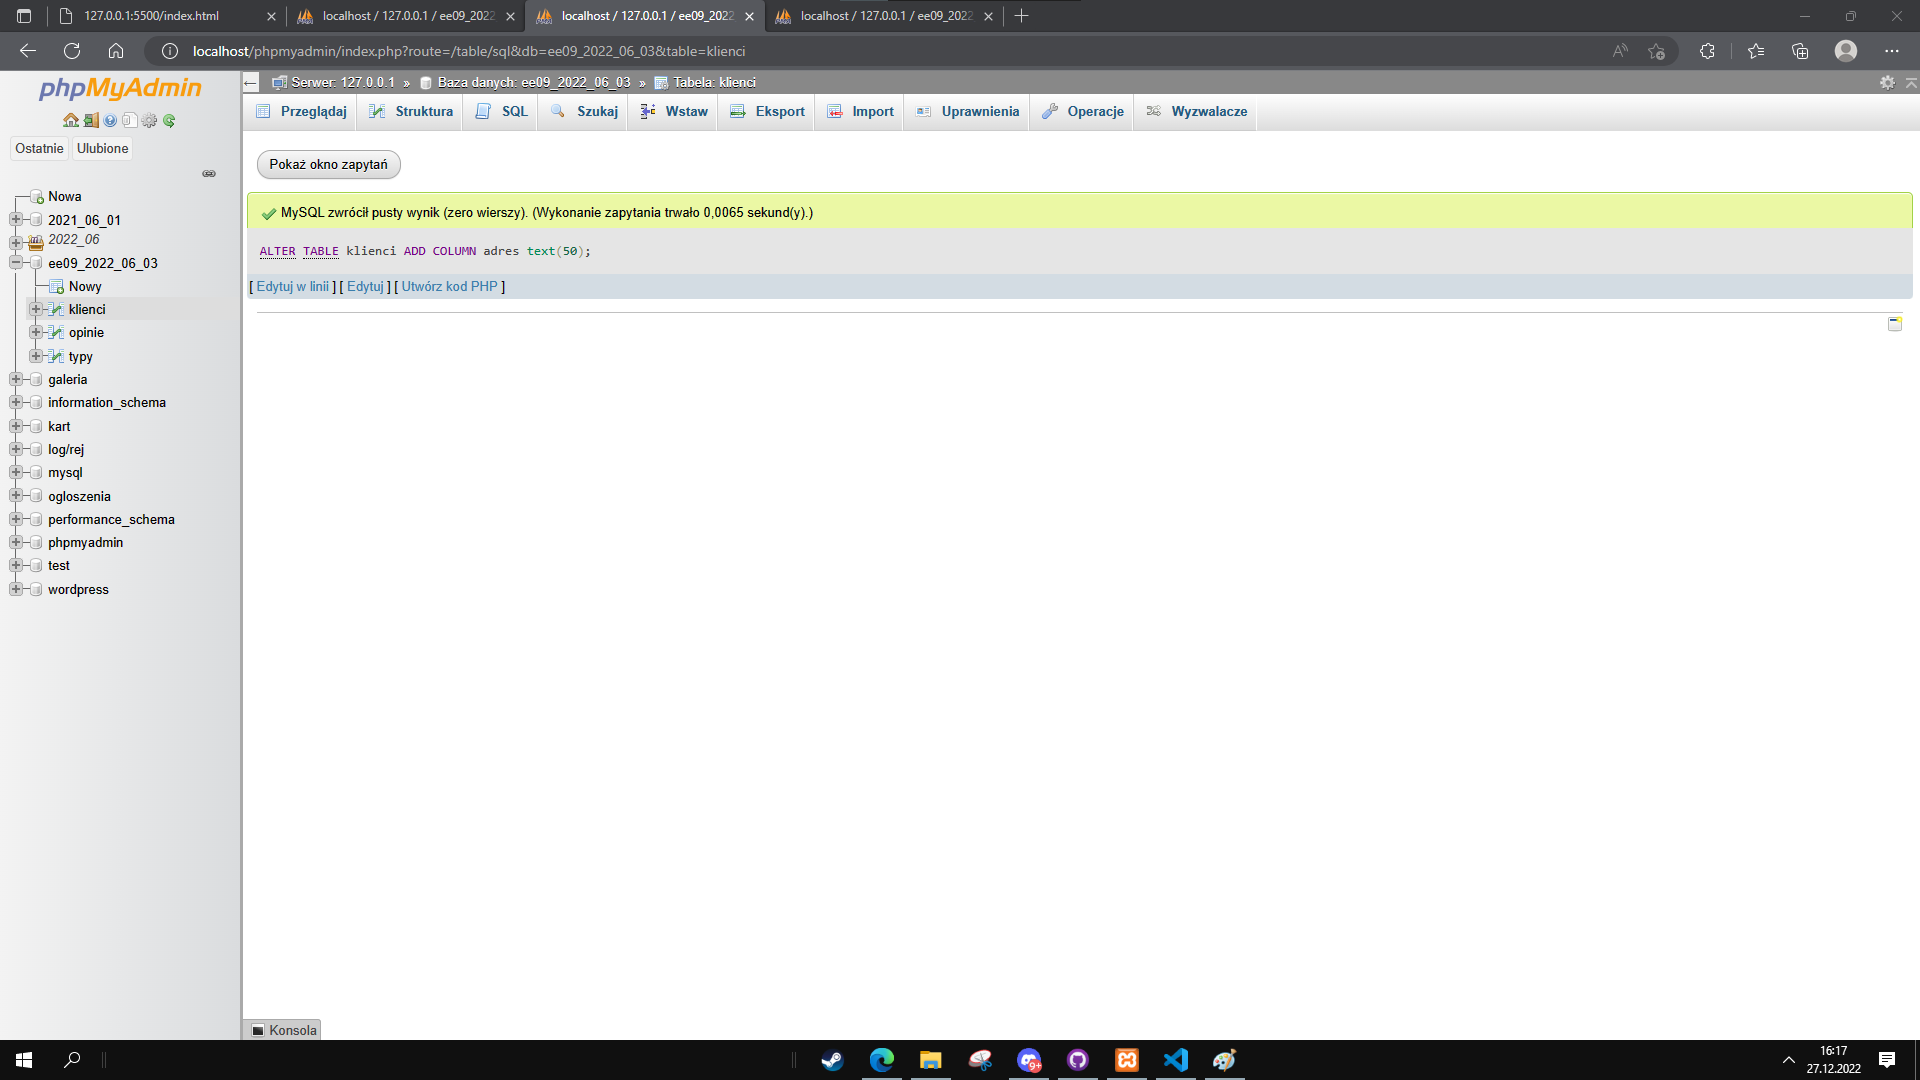 127.0.0.1:5500/index.html
localhost / 127.0.0.1 / ee09_2022
localhost / 127.0.0.1 / ee09_2022
localhost / 127.0.0.1 / ee09_2022
localhost/phpmyadmin/index.php?route=/table/sql&db=ee09_2022_06_03&table=klienci
phpMyAdmin
Ostatnie Ulubione
Nowa
2021_06_01
2022_06
ee09_2022_06_03
Nowy
klienci
opinie
typy
galeria
information_schema
kart
log/rej
mysql
ogloszenia
performance_schema
phpmyadmin
test
wordpress
Serwer: 127.0.0.1 » Baza danych: ee09_2022_06_03 » Tabela: klienci
Przeglądaj Struktura SQL Szukaj Wstaw Eksport Import Uprawnienia Operacje Wyzwalacze
Pokaż okno zapytań
MySQL zwrócił pusty wynik (zero wierszy). (Wykonanie zapytania trwało 0,0065 sekund(y).)
ALTER TABLE klienci ADD COLUMN adres text(50);
[ Edytuj w linii ] [ Edytuj ] [ Utwórz kod PHP ]
Konsola
9+
16:17
27.12.2022